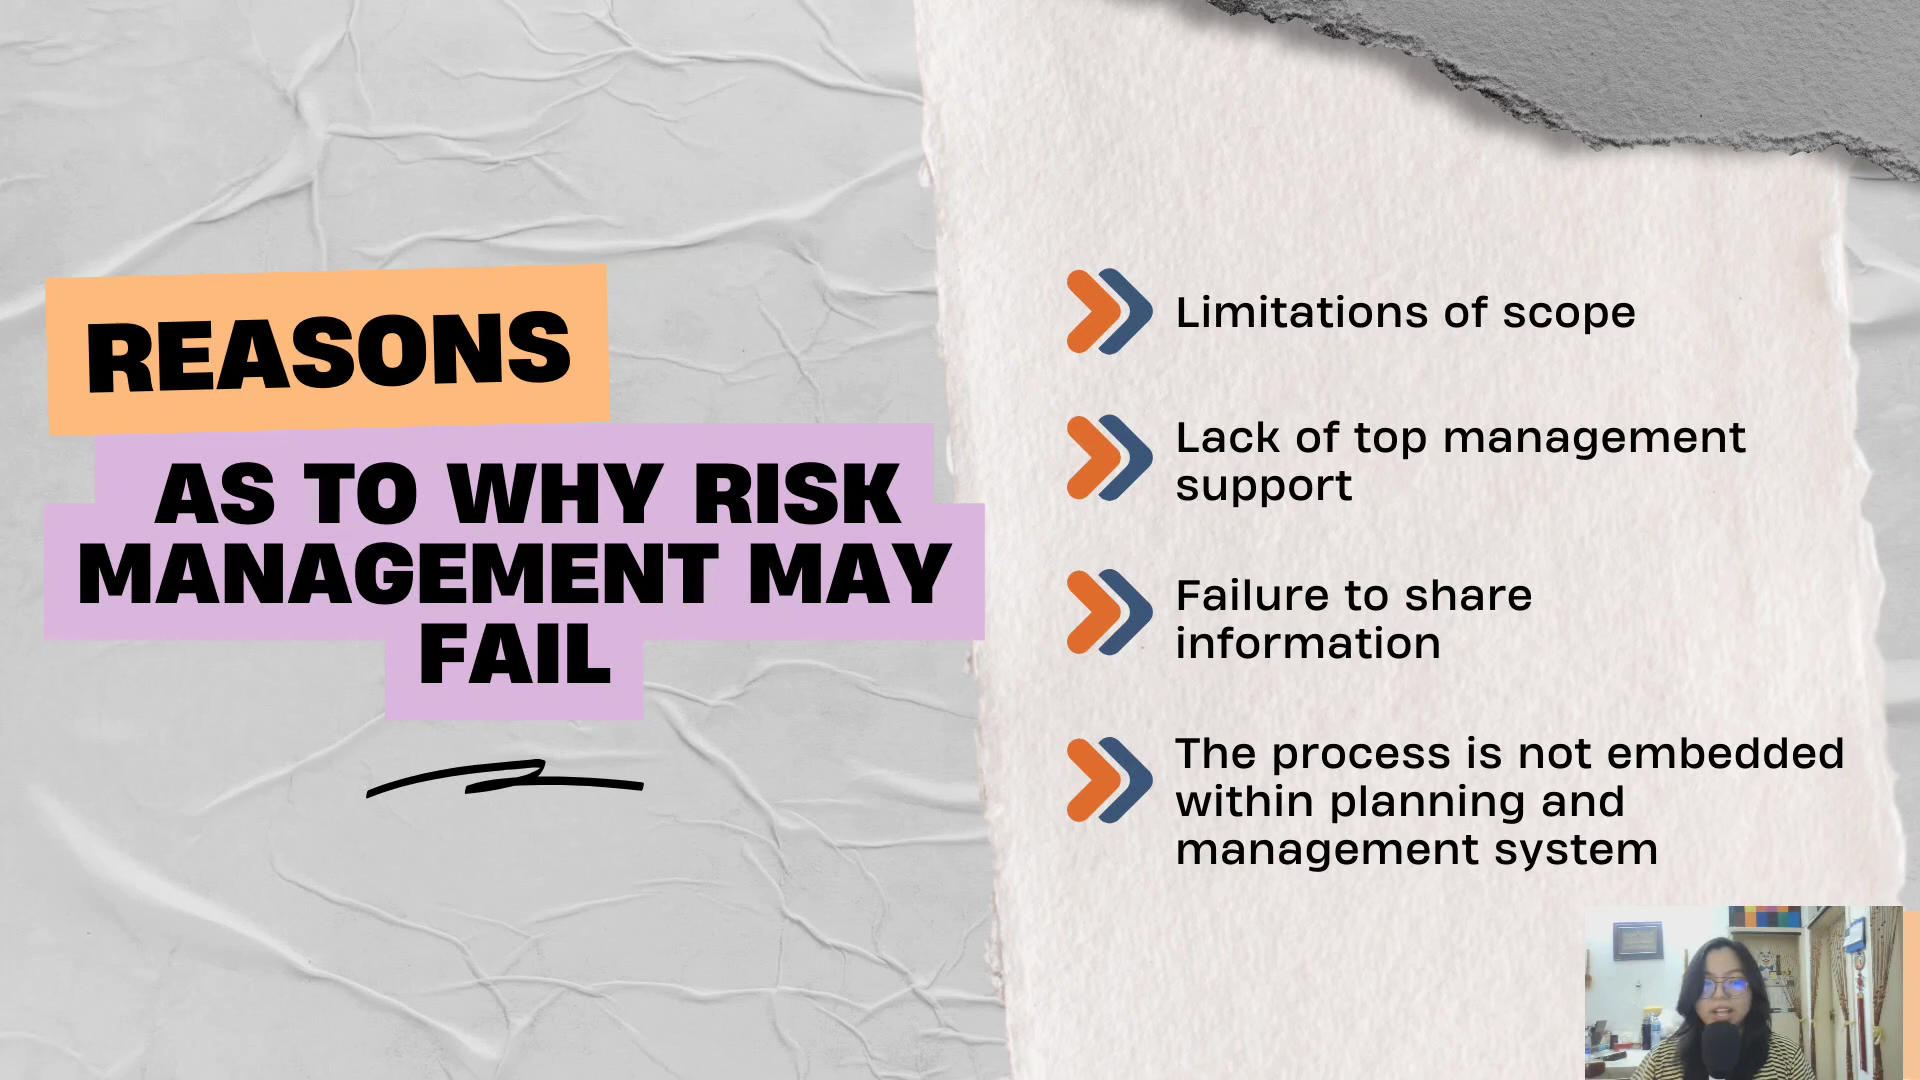 REASONS
AS TO WHY RISK
MANAGEMENT MAY
FAIL
Limitations of scope
Lack of top management
support
Failure to share
information
The process is not embedded
within planning and
management system